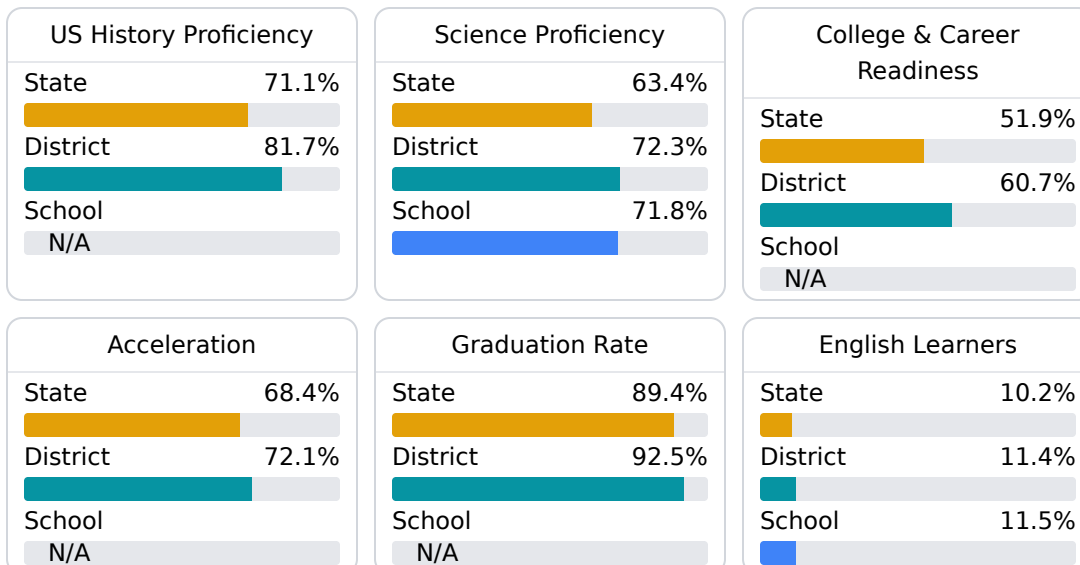 US History Proficiency
State 71.1%
District 81.7%
School
N/A
Science Proficiency
State 63.4%
District 72.3%
School 71.8%
College & Career
Readiness
State 51.9%
District 60.7%
School
N/A
Acceleration
State 68.4%
District 72.1%
School
N/A
Graduation Rate
State 89.4%
District 92.5%
School
N/A
English Learners
State 10.2%
District 11.4%
School 11.5%